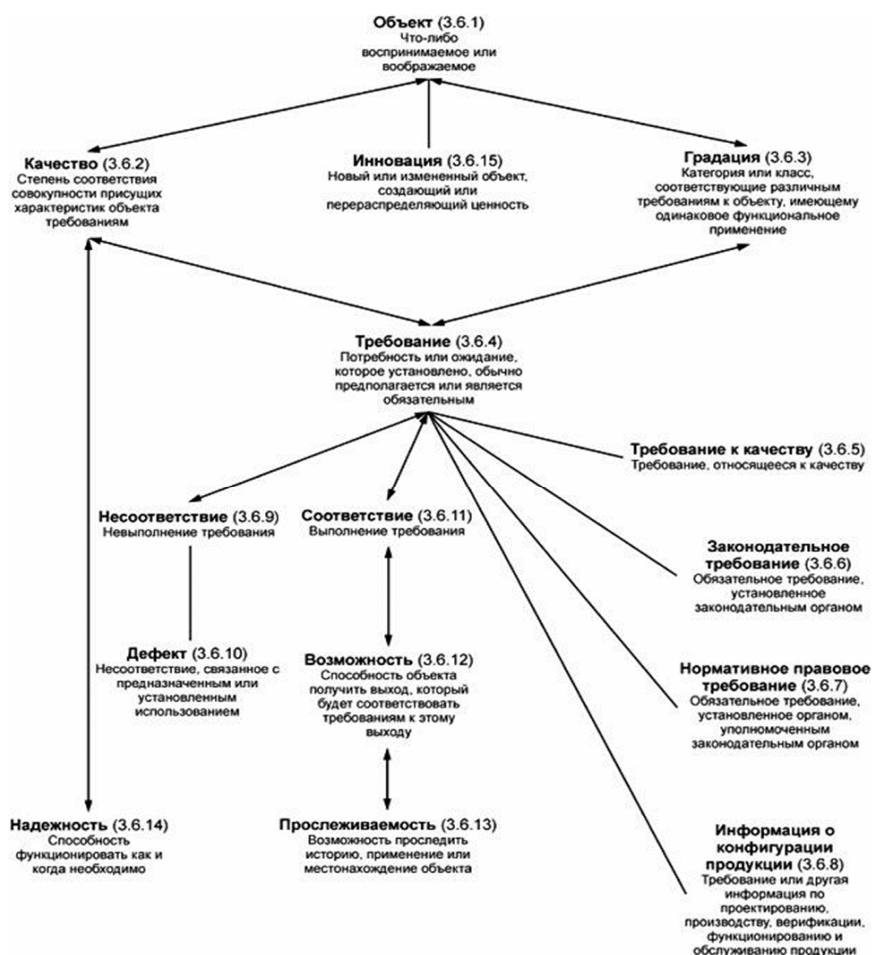 Объект (3.6.1)
Что-либо
воспринимаемое или
воображаемое
Качество (3.6.2)
Степень соответствия
совокупности присущих
характеристик объекта
требованиям
Инновация (3.6.15)
Новый или измененный объект,
создающий или
перераспределяющий ценность
Градация (3.6.3)
Категория или класс,
соответствующие различным
требованиям к объекту, имеющему
одинаковое функциональное
применение
Требование (3.6.4)
Потребность или ожидание,
которое установлено, обычно
предполагается или является
обязательным
Требование к качеству (3.6.5)
Требование, относящееся к качеству
Несоответствие (3.6.9)
Невыполнение требования
Соответствие (3.6.11)
Выполнение требования
Законодательное
требование (3.6.6)
Обязательное требование,
установленное
законодательным органом
Дефект (3.6.10)
Несоответствие, связанное с
предназначенным или
установленным
использованием
Возможность (3.6.12)
Способность объекта
получить выход, который
будет соответствовать
требованиям к этому
выходу
Нормативное правовое
требование (3.6.7)
Обязательное требование,
установленное органом,
уполномоченным
законодательным органом
Надежность (3.6.14)
Способность
функционировать как и
когда необходимо
Прослеживаемость (3.6.13)
Возможность проследить
историю, применение или
местонахождение объекта
Информация о
конфигурации
продукции (3.6.8)
Требование или другая
информация по
проектированию,
производству, верификации,
функционированию и
обслуживанию продукции